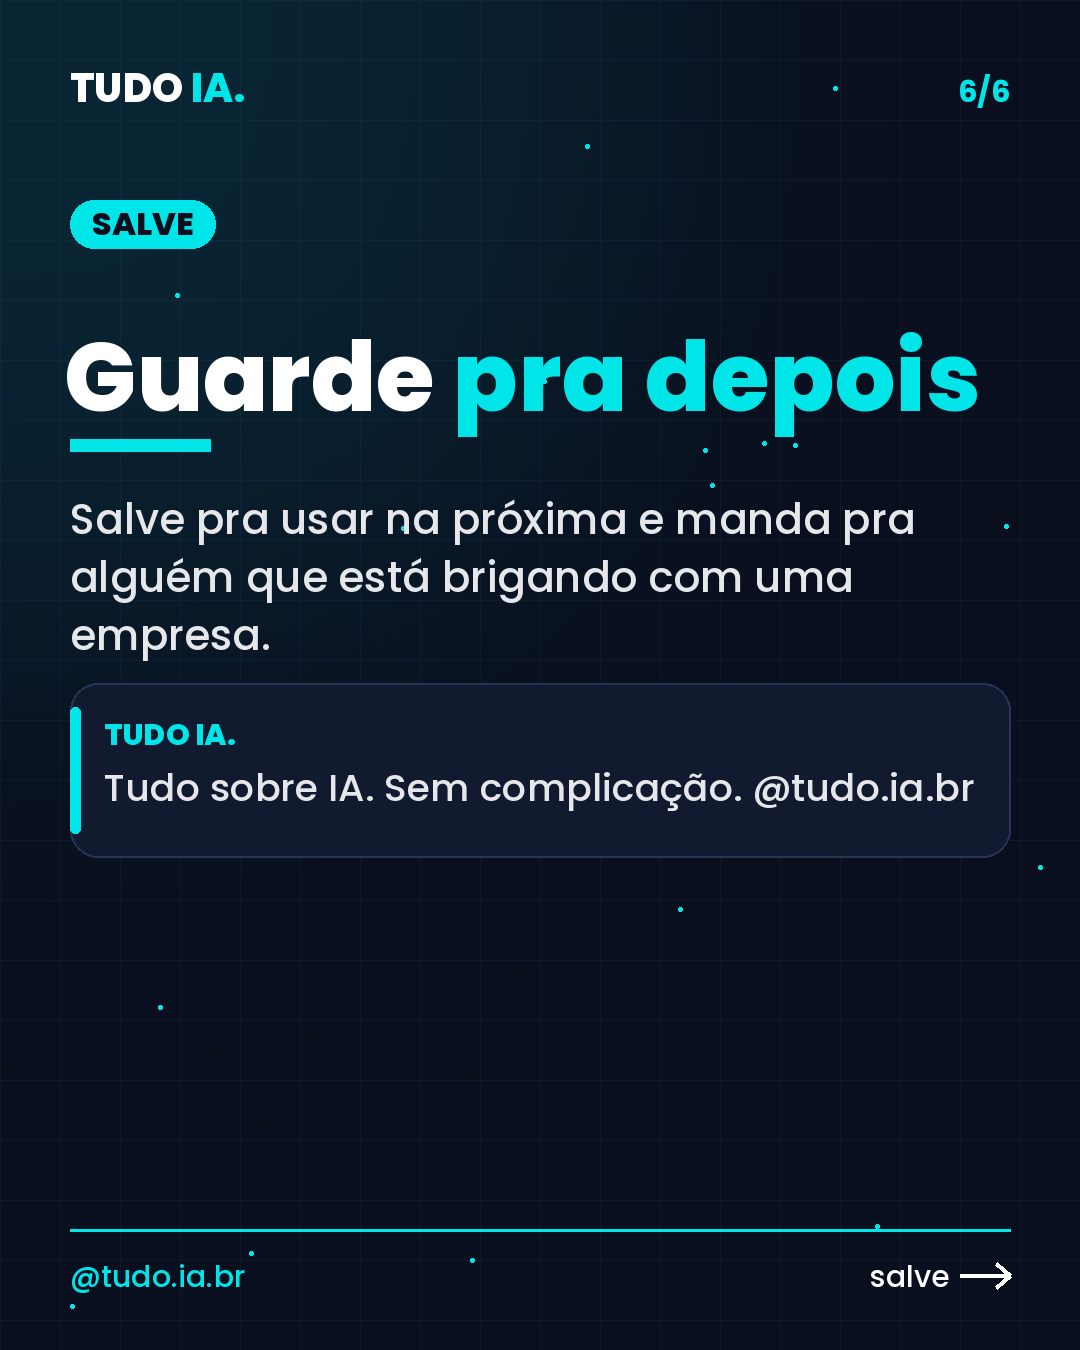 TUDO IA.
6/6
SALVE
Guarde pra depois
Salve pra usar na próxima e manda pra
alguém que está brigando com uma
empresa.
TUDO IA.
Tudo sobre IA. Sem complicação. @tudo.ia.br
@tudo.ia.br
salve